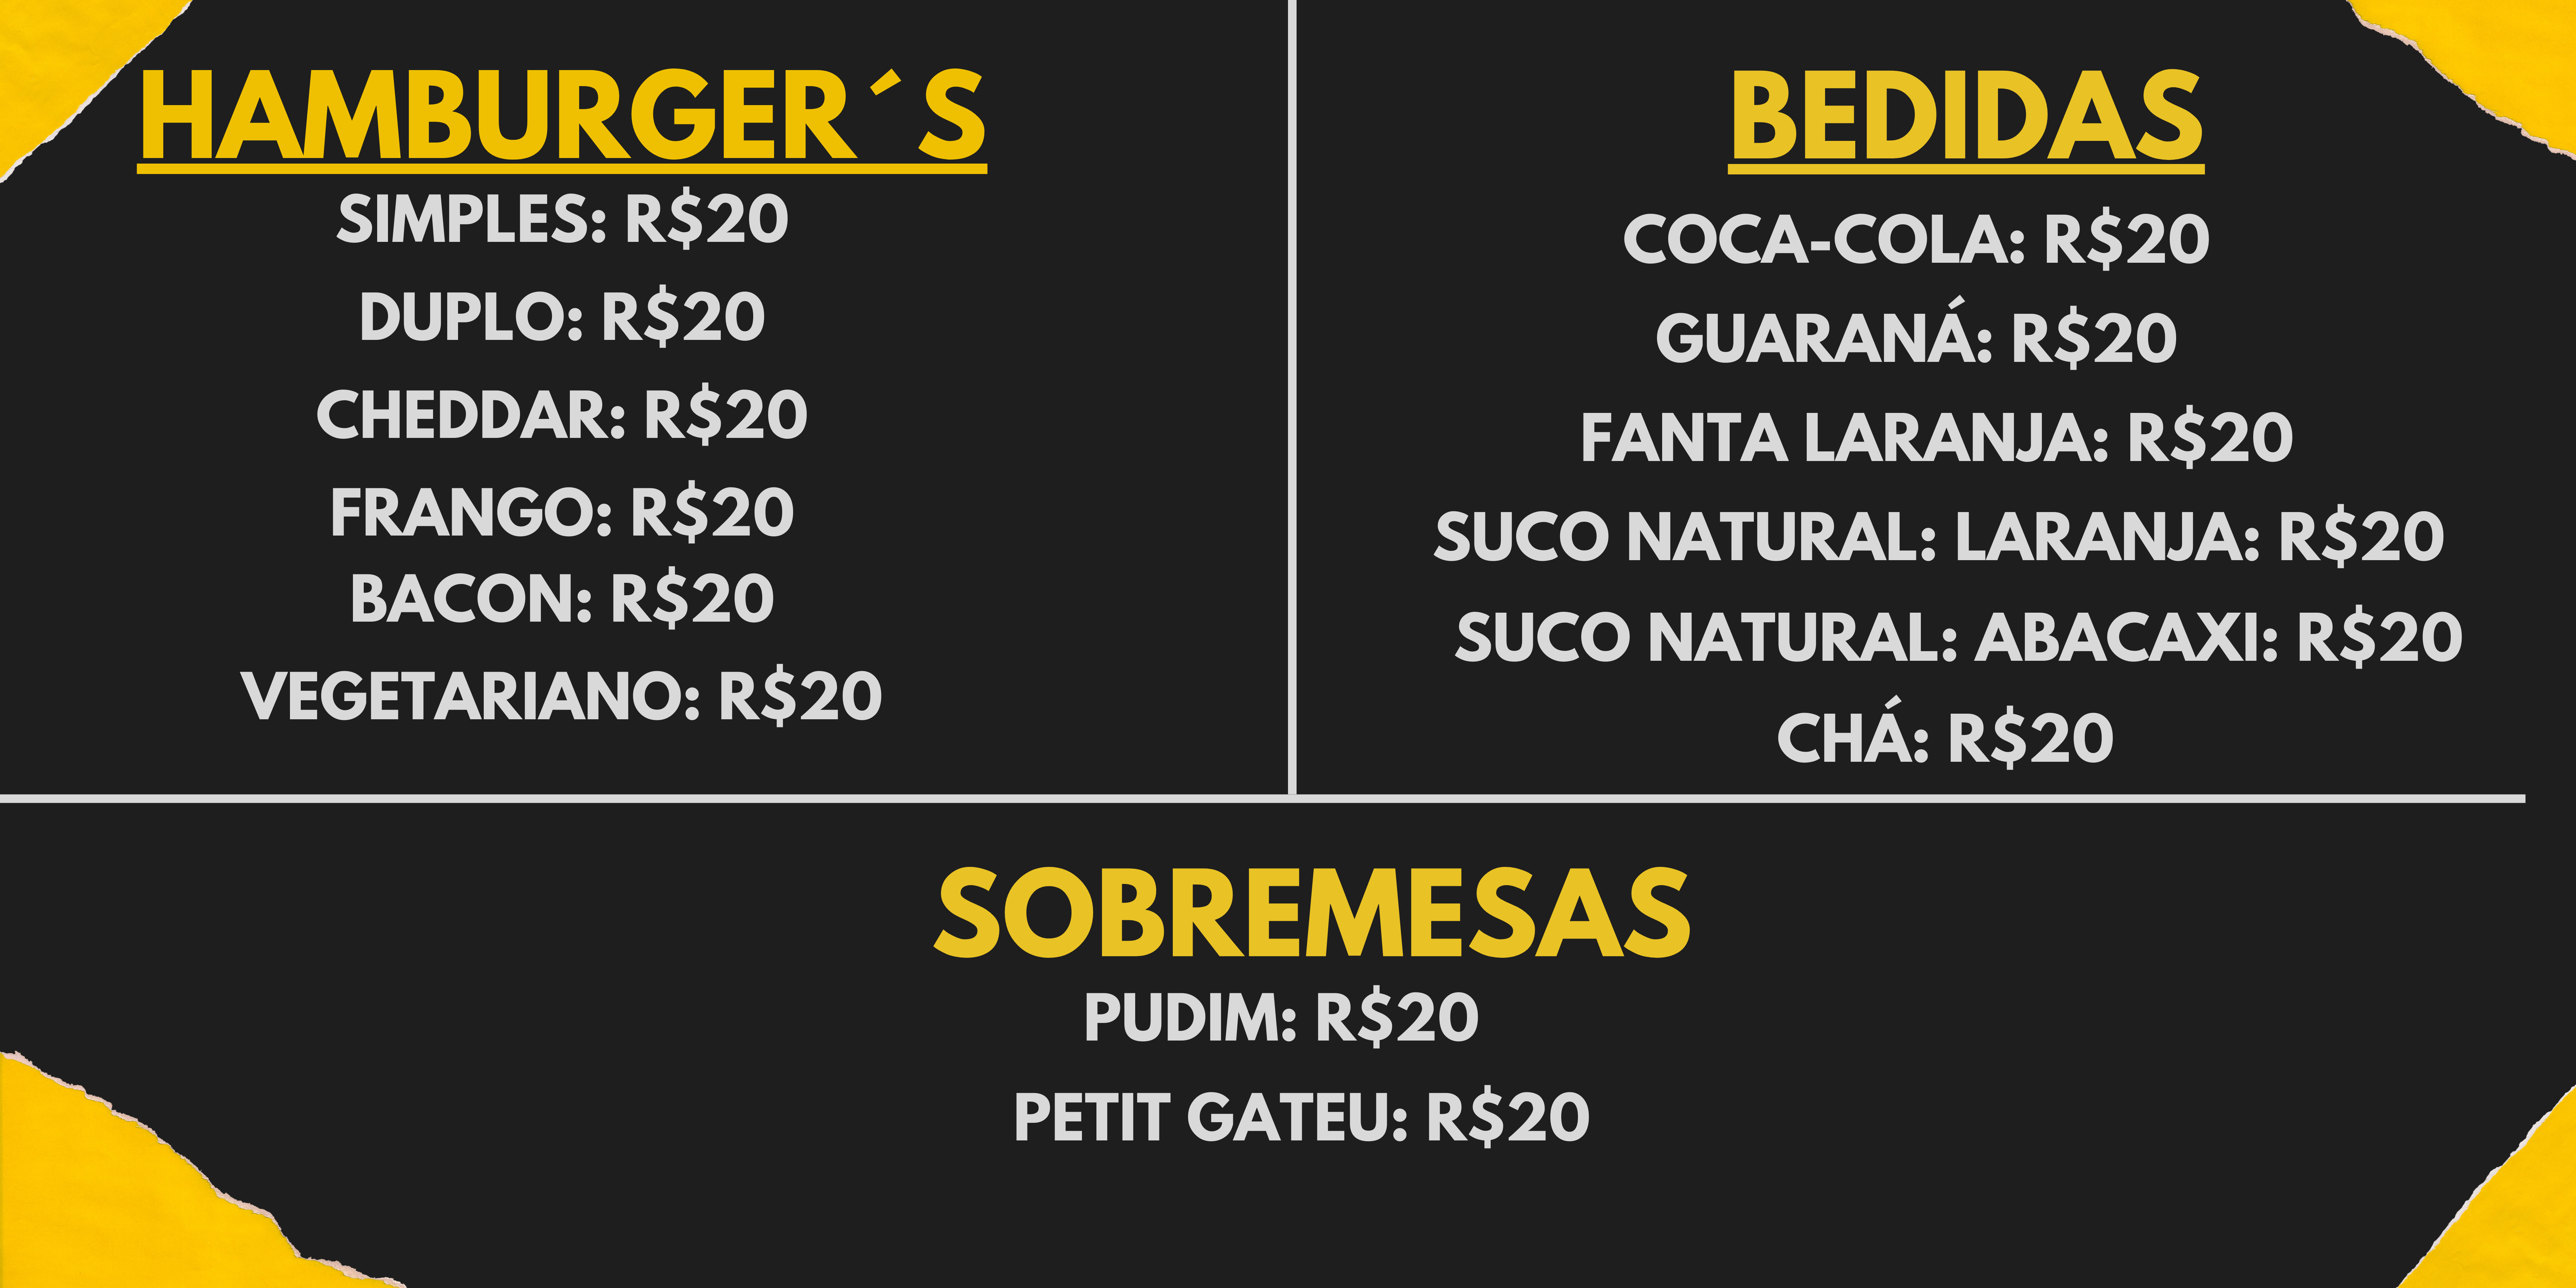 HAMBURGER´S
SIMPLES: R$20
DUPLO: R$20
CHEDDAR: R$20
FRANGO: R$20
BACON: R$20
VEGETARIANO: R$20
BEDIDAS
COCA-COLA: R$20
GUARANÁ: R$20
FANTA LARANJA: R$20
SUCO NATURAL: LARANJA: R$20
SUCO NATURAL: ABACAXI: R$20
CHÁ: R$20
SOBREMESAS
PUDIM: R$20
PETIT GATEU: R$20